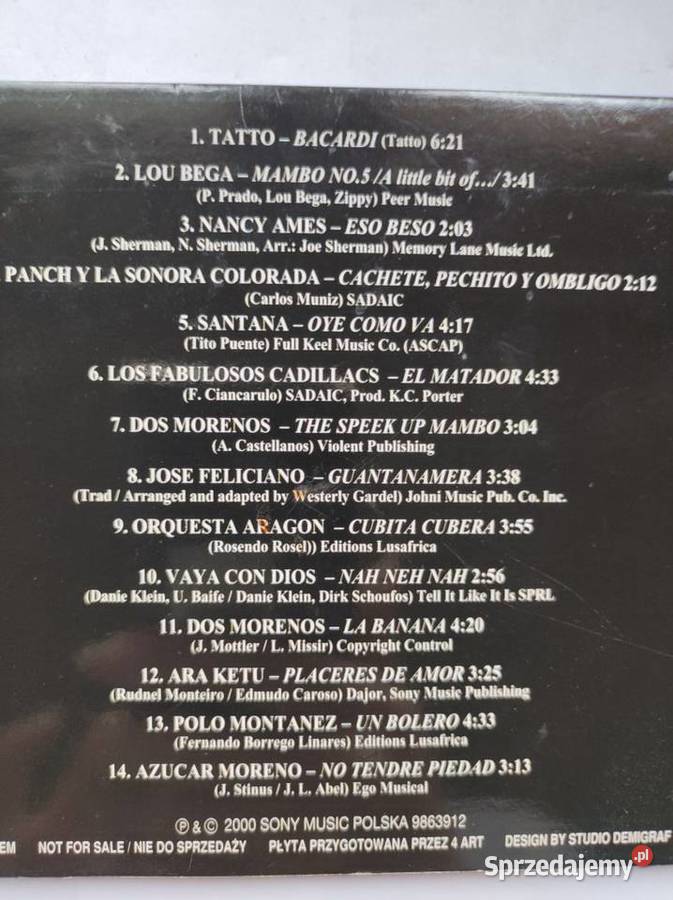 1. TATTO – BACARDI (Tatto) 6:21
2. LOU BEGA – MAMBO NO.5 /A little bit of.../ 3:41
(P. Prado, Lou Bega, Zippy) Peer Music
3. NANCY AMES – ESO BESO 2:03
(J. Sherman, N. Sherman, Arr.: Joe Sherman) Memory Lane Music Ltd.
PANCH Y LA SONORA COLORADA – CACHETE, PECHITO Y OMBLIGO 2:12
(Carlos Muniz) SADAIC
5. SANTANA – OYE COMO VA 4:17
(Tito Puente) Full Keel Music Co. (ASCAP)
6. LOS FABULOSOS CADILLACS – EL MATADOR 4:33
(F. Ciancarulo) SADAIC, Prod. K.C. Porter
7. DOS MORENOS – THE SPEEK UP MAMBO 3:04
(A. Castellanos) Violent Publishing
8. JOSE FELICIANO – GUANTANAMERA 3:38
(Trad / Arranged and adapted by Westerly Gardel) Johni Music Pub. Co. Inc.
9. ORQUESTA ARAGON – CUBITA CUBERA 3:55
(Rosendo Rosel)) Editions Lusafrica
10. VAYA CON DIOS – NAH NEH NAH 2:56
(Danie Klein, U. Baife / Danie Klein, Dirk Schoufos) Tell It Like It Is SPRL
11. DOS MORENOS – LA BANANA 4:20
(J. Mottler / L. Missir) Copyright Control
12. ARA KETU – PLACERES DE AMOR 3:25
(Rudnel Monteiro / Edmudo Caroso) Dajor, Sony Music Publishing
13. POLO MONTANEZ – UN BOLERO 4:33
(Fernando Borrego Linares) Editions Lusafrica
14. AZUCAR MORENO – NO TENDRE PIEDAD 3:13
(J. Stinus / J. L. Abel) Ego Musical
Ⓟ & © 2000 SONY MUSIC POLSKA 9863912
EM NOT FOR SALE / NIE DO SPRZEDAŻY PŁYTA PRZYGOTOWANA PRZEZ 4 ART DESIGN BY STUDIO DEMIGRAF
Sprzedajemy.pl